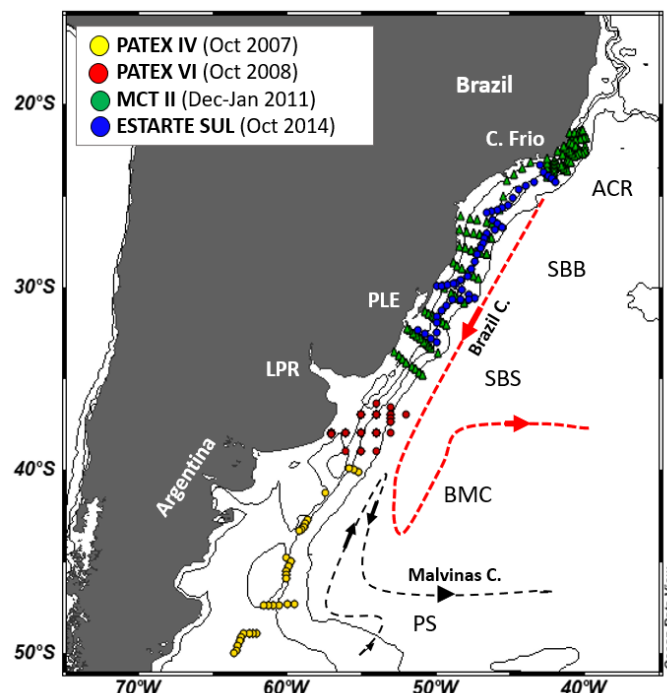 PATEX IV (Oct 2007)
PATEX VI (Oct 2008)
MCT II (Dec-Jan 2011)
ESTARTE SUL (Oct 2014)
Brazil
20°S
C. Frio
ACR
SBB
30°S
PLE
Brazil C.
LPR
SBS
40°S
Argentina
BMC
Malvinas C.
PS
50°S
70°W
60°W
50°W
40°W